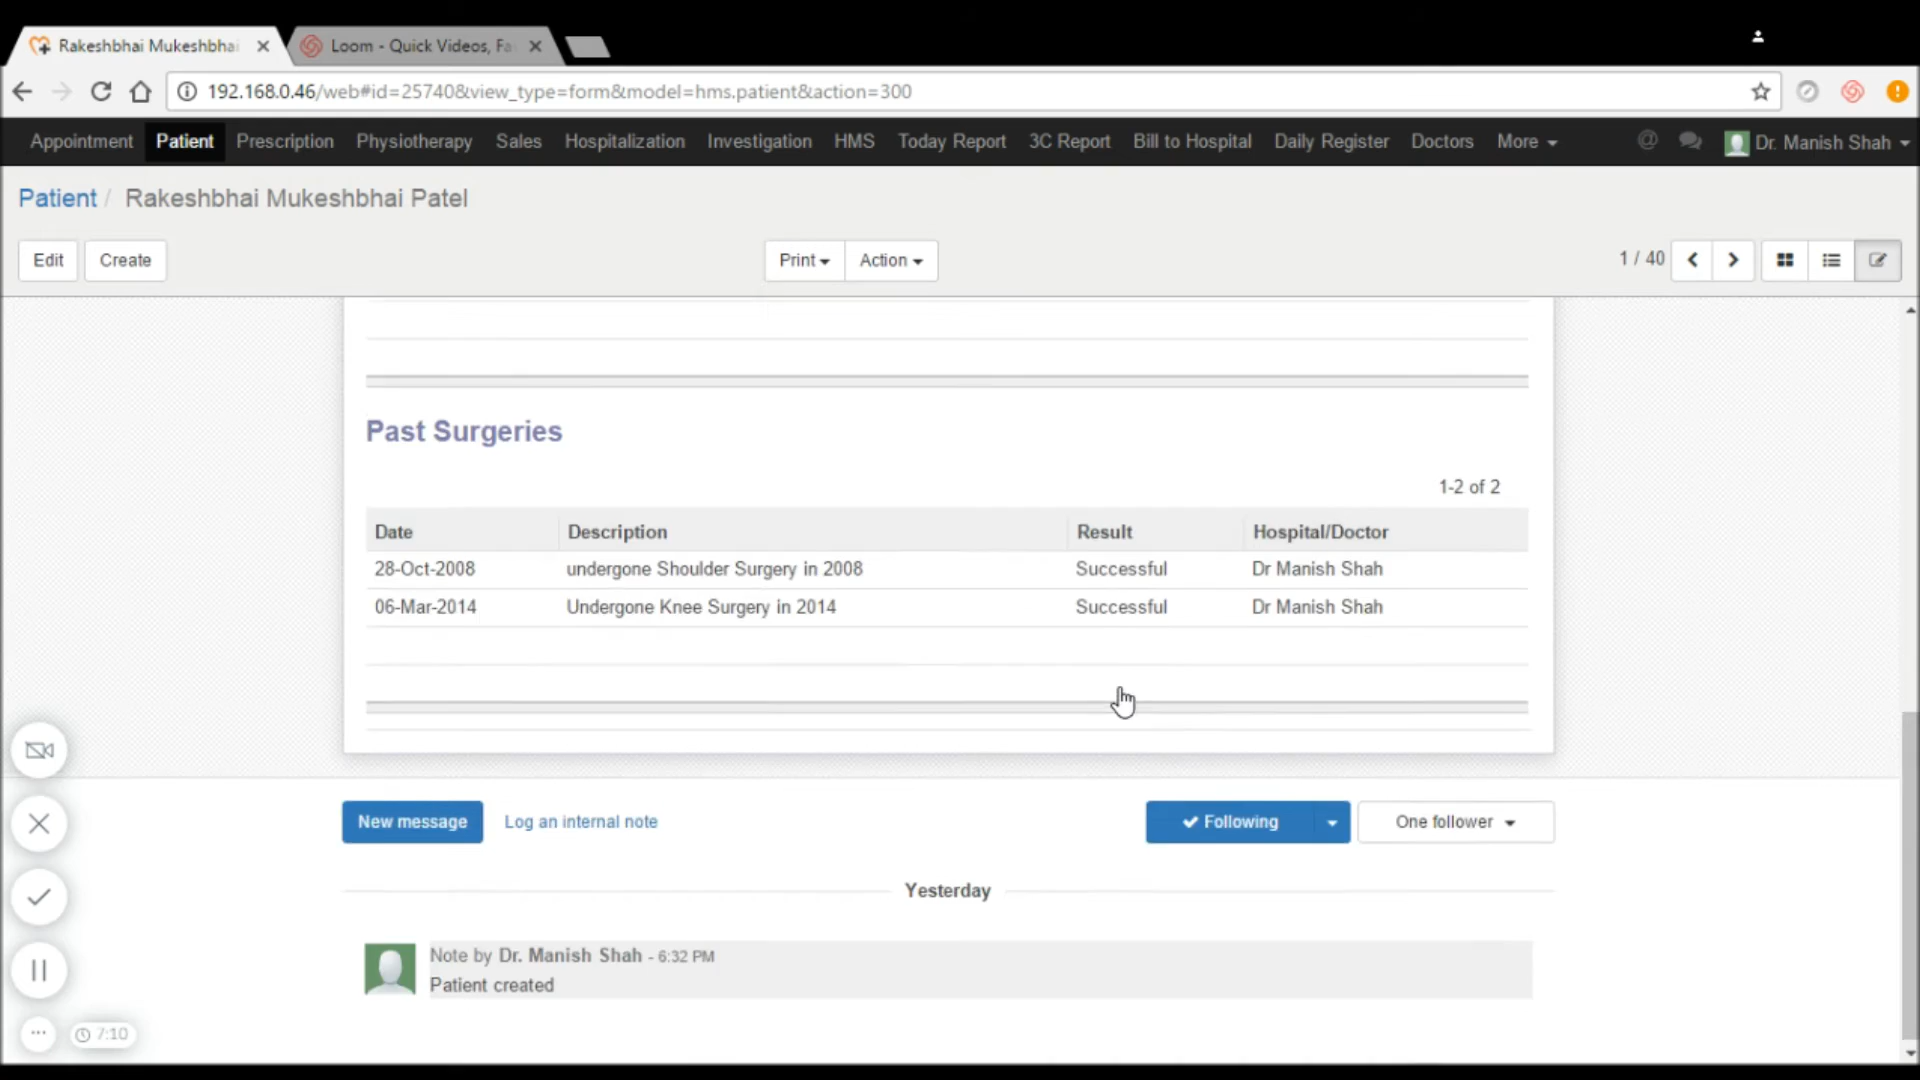 Rakeshbhai Mukeshbhai
Loom - Quick Videos, Fa
192.168.0.46/web#id=25740&view_type=form&model=hms.patient&action=300
Appointment Patient Prescription Physiotherapy Sales Hospitalization Investigation HMS Today Report 3C Report Bill to Hospital Daily Register Doctors More @ Dr. Manish Shah
Patient / Rakeshbhai Mukeshbhai Patel
Edit Create Print Action 1 / 40
Past Surgeries
1-2 of 2
Date Description Result Hospital/Doctor
28-Oct-2008 undergone Shoulder Surgery in 2008 Successful Dr Manish Shah
06-Mar-2014 Undergone Knee Surgery in 2014 Successful Dr Manish Shah
New message Log an internal note Following One follower
Yesterday
Note by Dr. Manish Shah - 6:32 PM
Patient created
7:10